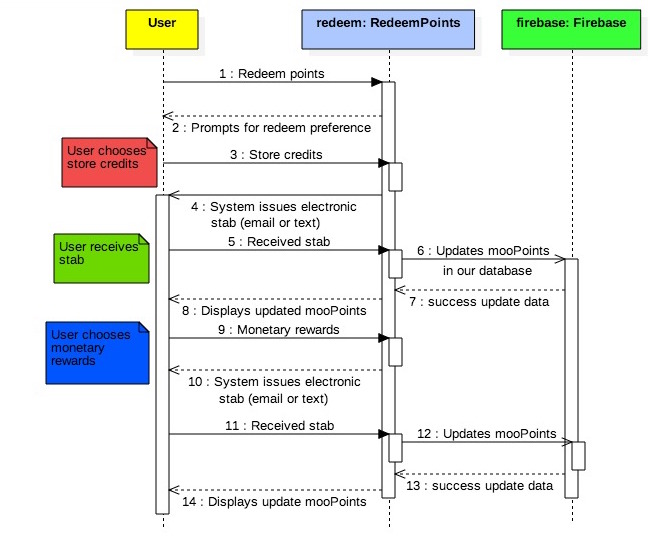 User
redeem: RedeemPoints
firebase: Firebase
1 : Redeem points
2 : Prompts for redeem preference
User chooses
store credits
3 : Store credits
4 : System issues electronic
stab (email or text)
User receives
stab
5 : Received stab
6 : Updates mooPoints
in our database
7 : success update data
8 : Displays updated mooPoints
User chooses
monetary
rewards
9 : Monetary rewards
10 : System issues electronic
stab (email or text)
11 : Received stab
12 : Updates mooPoints
13 : success update data
14 : Displays update mooPoints